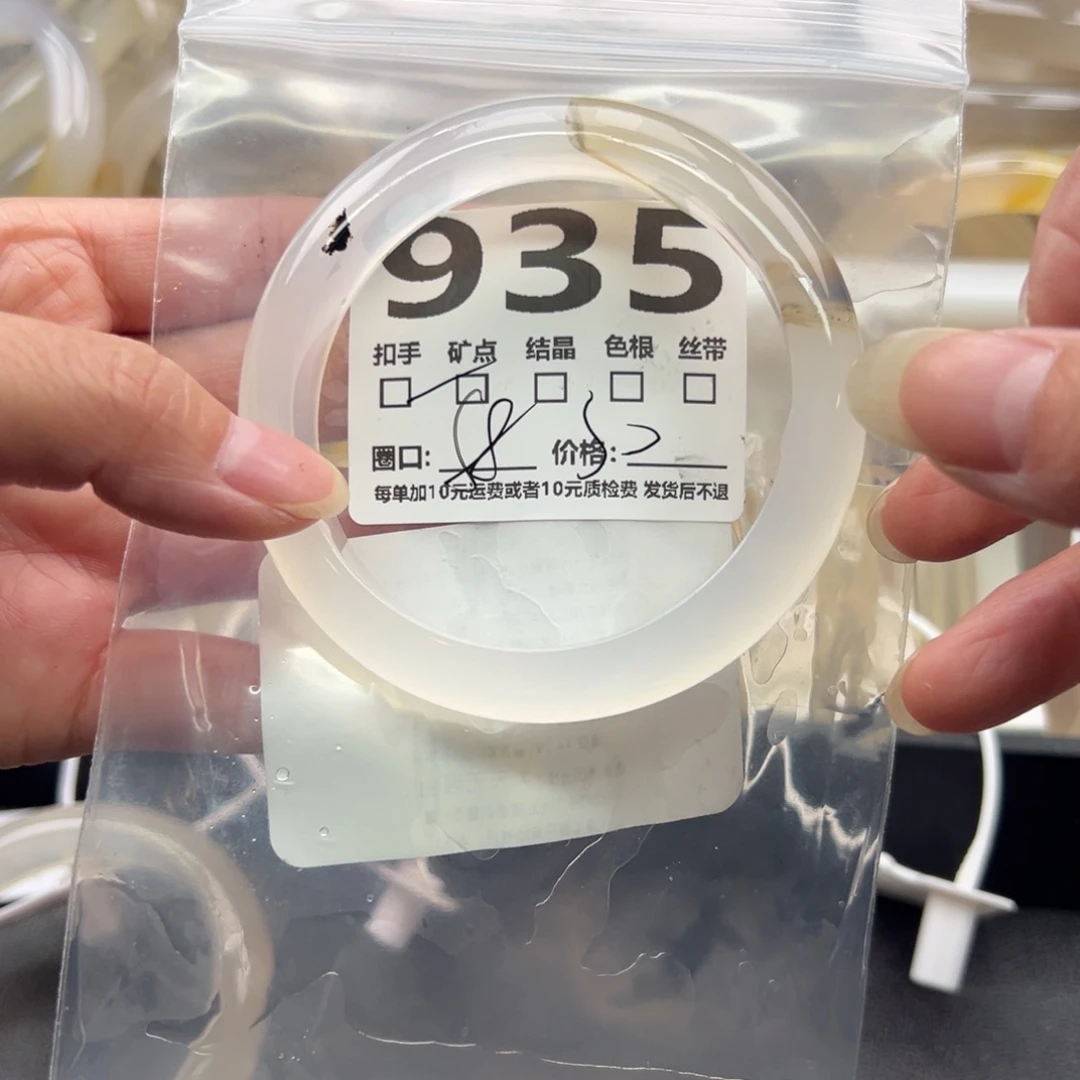 935
扣手 矿点 结晶 色根 丝带
圈口: 价格:
每单加10元运费或者10元质检费 发货后不退